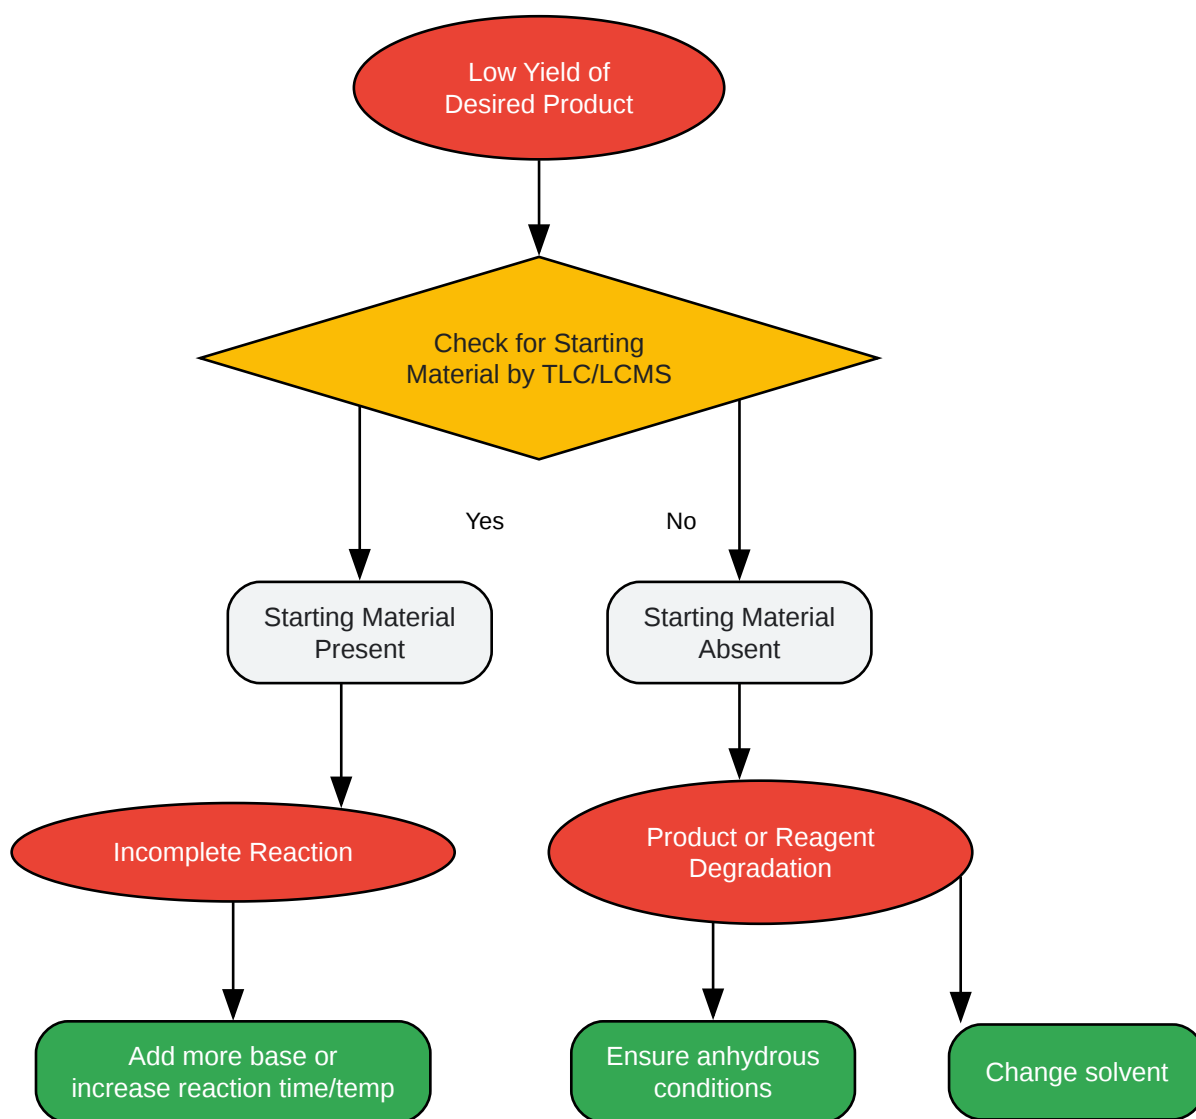 Low Yield of
Desired Product
Check for Starting
Material by TLC/LCMS
Yes
No
Starting Material
Present
Starting Material
Absent
Incomplete Reaction
Product or Reagent
Degradation
Add more base or
increase reaction time/temp
Ensure anhydrous
conditions
Change solvent